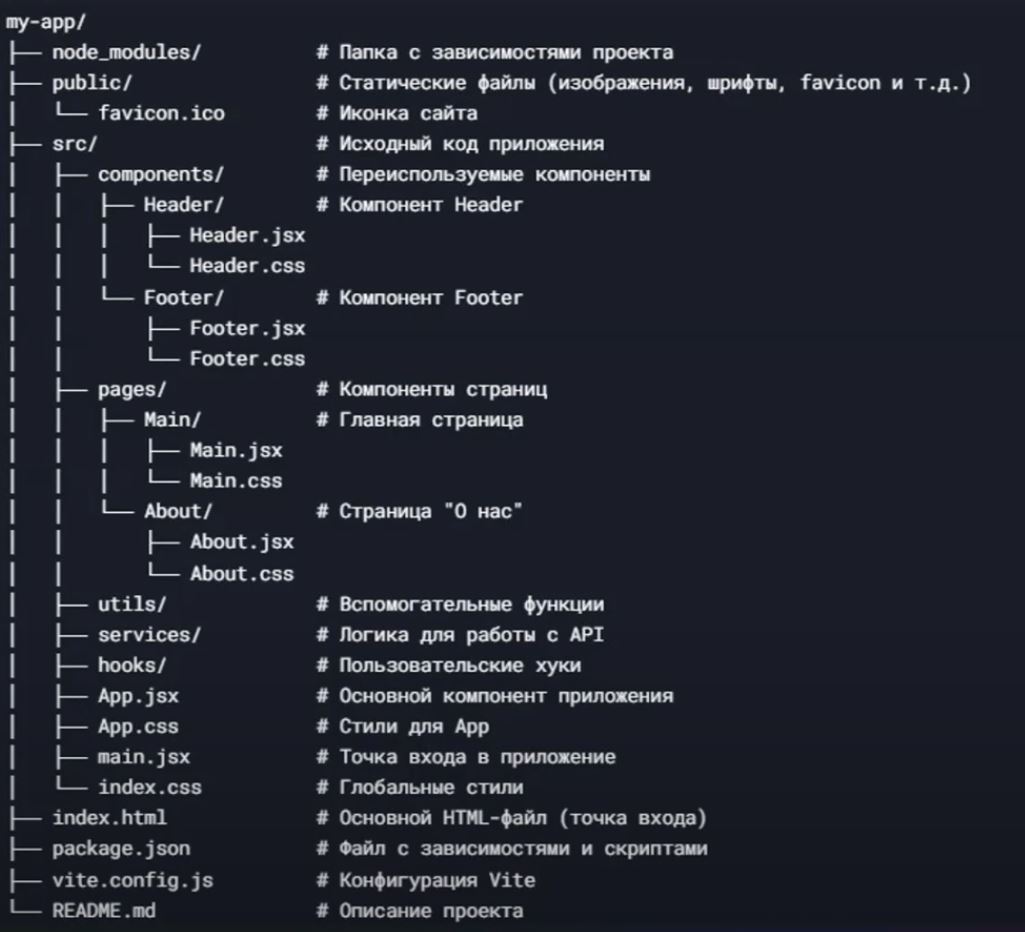 my-app/
├── node_modules/ # Папка с зависимостями проекта
├── public/ # Статические файлы (изображения, шрифты, favicon и т.д.)
│   └── favicon.ico # Иконка сайта
├── src/ # Исходный код приложения
│   ├── components/ # Переиспользуемые компоненты
│   │   ├── Header/ # Компонент Header
│   │   │   ├── Header.jsx
│   │   │   └── Header.css
│   │   └── Footer/ # Компонент Footer
│   │       ├── Footer.jsx
│   │       └── Footer.css
│   ├── pages/ # Компоненты страниц
│   │   ├── Main/ # Главная страница
│   │   │   ├── Main.jsx
│   │   │   └── Main.css
│   │   └── About/ # Страница "О нас"
│   │       ├── About.jsx
│   │       └── About.css
│   ├── utils/ # Вспомогательные функции
│   ├── services/ # Логика для работы с API
│   ├── hooks/ # Пользовательские хуки
│   ├── App.jsx # Основной компонент приложения
│   ├── App.css # Стили для App
│   ├── main.jsx # Точка входа в приложение
│   └── index.css # Глобальные стили
├── index.html # Основной HTML-файл (точка входа)
├── package.json # Файл с зависимостями и скриптами
├── vite.config.js # Конфигурация Vite
└── README.md # Описание проекта